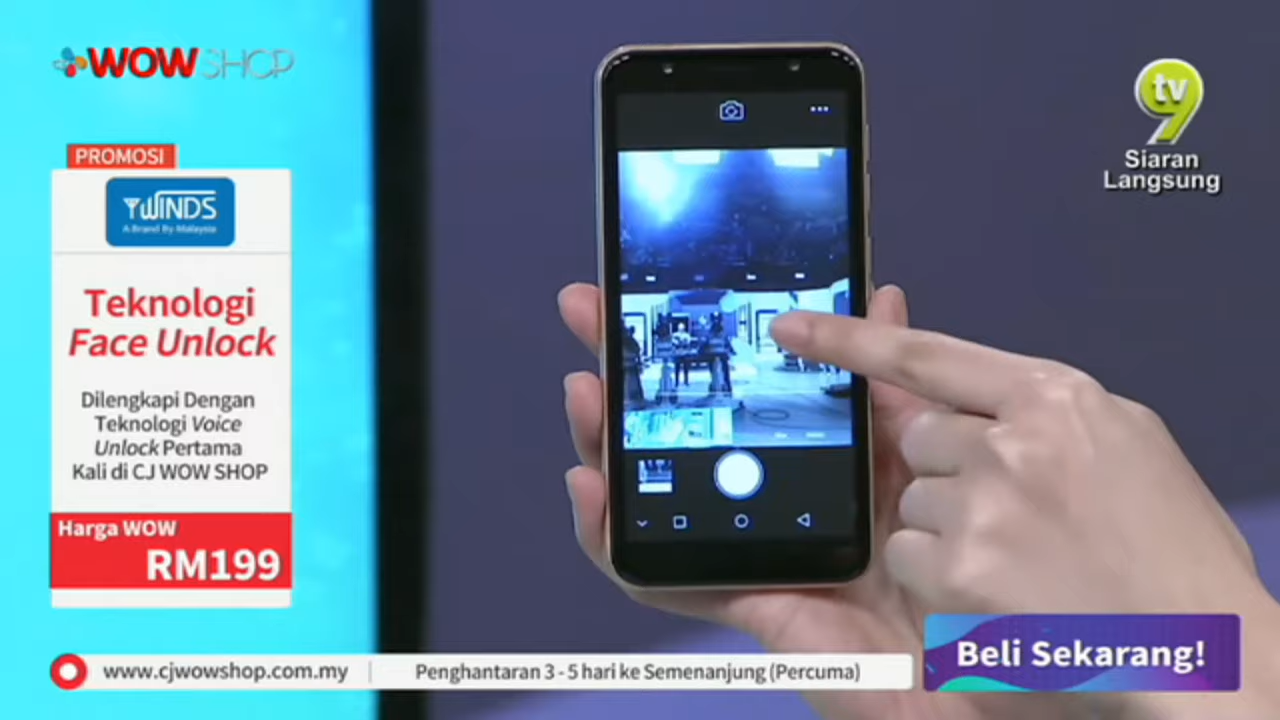 WOWSHOP
tv9
Siaran
Langsung
PROMOSI
WINDS
A Brand By Malaysia
Teknologi
Face Unlock
Dilengkapi Dengan
Teknologi Voice
Unlock Pertama
Kali di CJ WOW SHOP
Harga WOW
RM199
Beli Sekarang!
www.cjwowshop.com.my | Penghantaran 3 - 5 hari ke Semenanjung (Percuma)